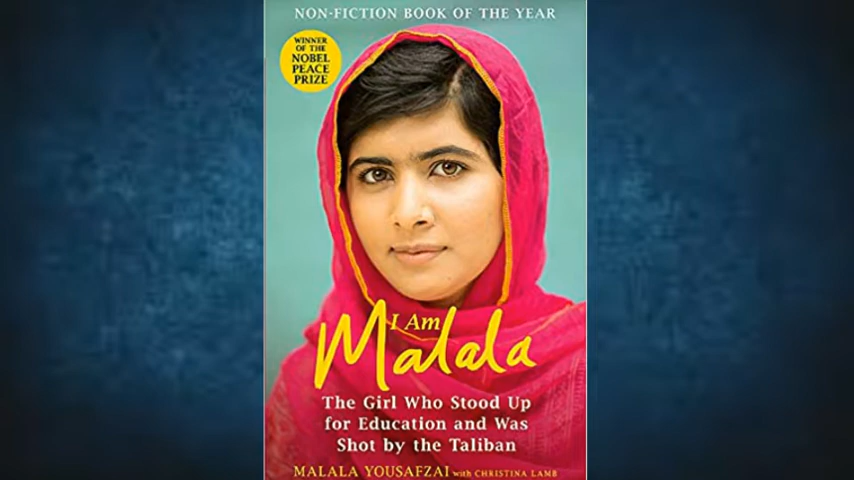 NON-FICTION BOOK OF THE YEAR
WINNER
OF THE
NOBEL
PEACE
PRIZE
I Am
Malala
The Girl Who Stood Up
for Education and Was
Shot by the Taliban
MALALA YOUSAFZAI with CHRISTINA LAMB